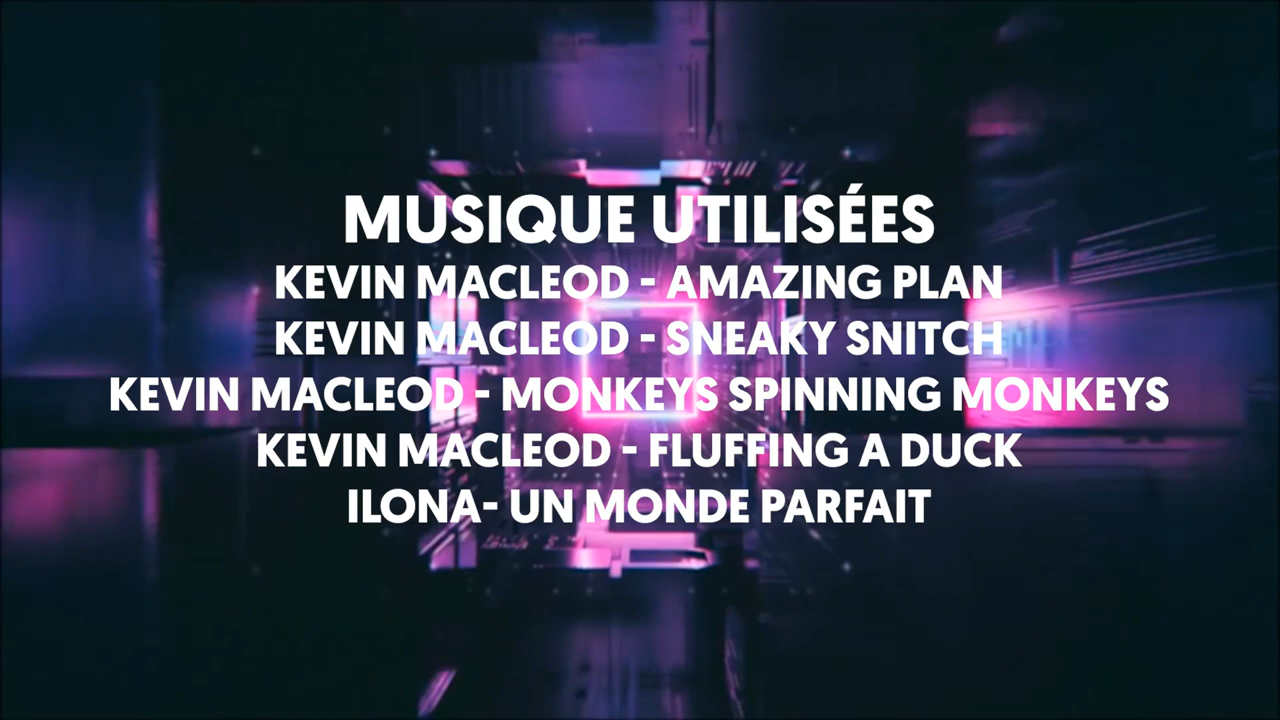 MUSIQUE UTILISÉES
KEVIN MACLEOD - AMAZING PLAN
KEVIN MACLEOD - SNEAKY SNITCH
KEVIN MACLEOD - MONKEYS SPINNING MONKEYS
KEVIN MACLEOD - FLUFFING A DUCK
ILONA- UN MONDE PARFAIT